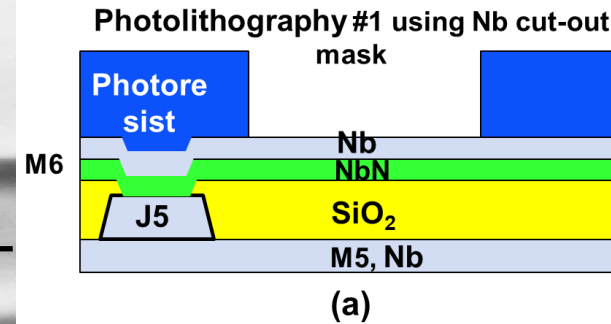 Photolithography #1 using Nb cut-out
mask
Photore
sist
Nb
M6
NbN
J5
SiO₂
M5, Nb
(a)